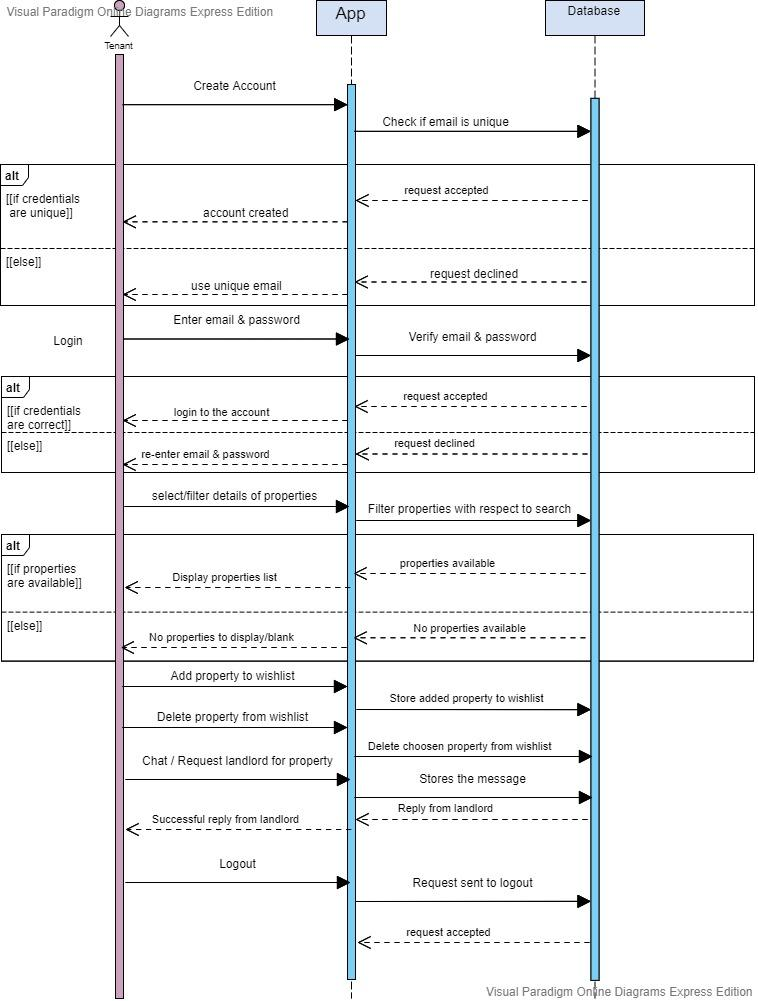 Visual Paradigm Online Diagrams Express Edition
App
Database
Tenant
Create Account
Check if email is unique
alt
[[if credentials
are unique]]
request accepted
account created
[[else]]
request declined
use unique email
Enter email & password
Login
Verify email & password
alt
[[if credentials
are correct]]
request accepted
login to the account
[[else]]
request declined
re-enter email & password
select/filter details of properties
Filter properties with respect to search
alt
[[if properties
are available]]
properties available
Display properties list
[[else]]
No properties available
No properties to display/blank
Add property to wishlist
Store added property to wishlist
Delete property from wishlist
Delete choosen property from wishlist
Chat / Request landlord for property
Stores the message
Reply from landlord
Successful reply from landlord
Logout
Request sent to logout
request accepted
Visual Paradigm Online Diagrams Express Edition